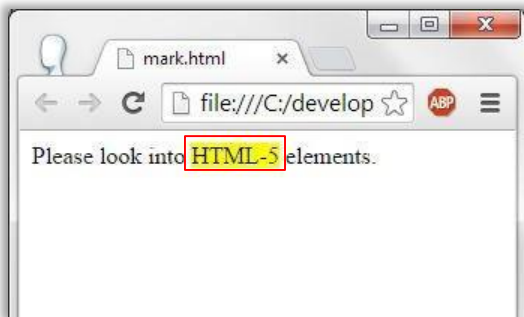 mark.html
file:///C:/develop
ABP
Please look into HTML-5 elements.